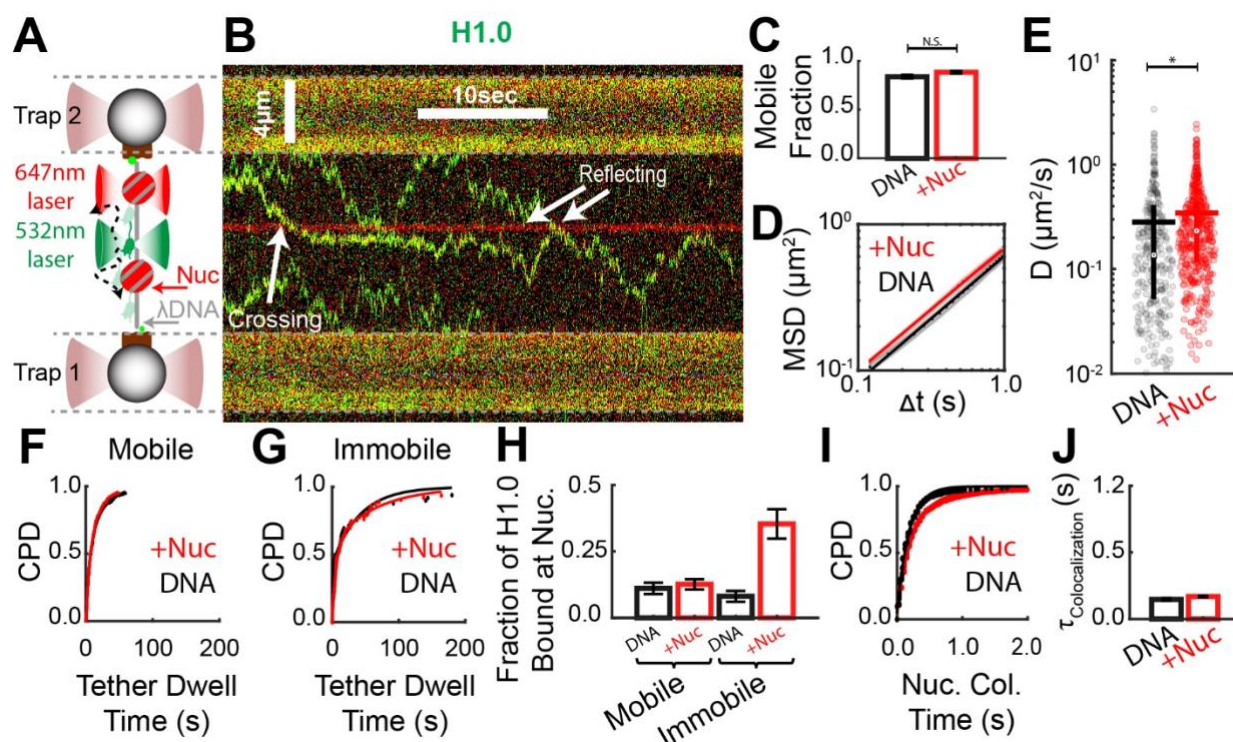 A
Trap 2
647nm
laser
532nm
laser
Nuc
λDNA
Trap 1
B
H1.0
4μm
10sec
Reflecting
Crossing
C
N.S.
Mobile
Fraction
1.0
0.5
0.0
DNA
+Nuc
D
MSD (μm²)
10⁰
10⁻¹
+Nuc
DNA
0.1
1.0
Δt (s)
E
*
D (μm²/s)
10¹
10⁰
10⁻¹
10⁻²
DNA
+Nuc
F
Mobile
CPD
1.0
0.5
0.0
+Nuc
DNA
0
100
200
Tether Dwell
Time (s)
G
Immobile
CPD
1.0
0.5
0.0
+Nuc
DNA
0
100
200
Tether Dwell
Time (s)
H
Fraction of H1.0
Bound at Nuc.
0.5
0.25
0.0
DNA
+Nuc
DNA
+Nuc
Mobile
Immobile
I
CPD
1.0
0.5
0.0
+Nuc
DNA
0.0
1.0
2.0
Nuc. Col.
Time (s)
J
τColocalization (s)
1.2
0.5
0.0
DNA
+Nuc